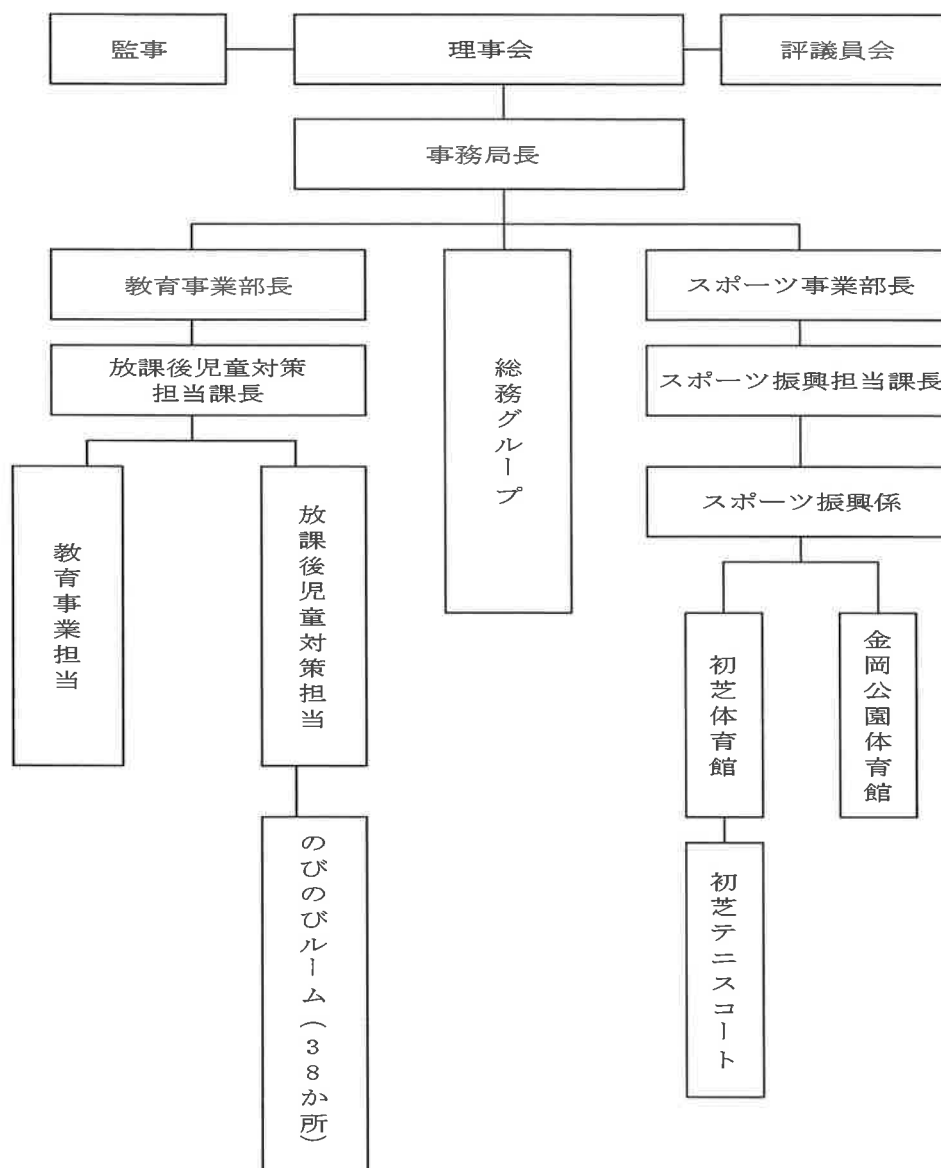 監事
理事会
評議員会
事務局長
教育事業部長
スポーツ事業部長
放課後児童対策
担当課長
総務グループ
スポーツ振興担当課長
教育事業担当
放課後児童対策担当
スポーツ振興係
初芝体育館
金岡公園体育館
のびのびルーム（３８か所）
初芝テニスコート